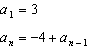 a₁ = 3
aₙ = −4 + aₙ₋₁